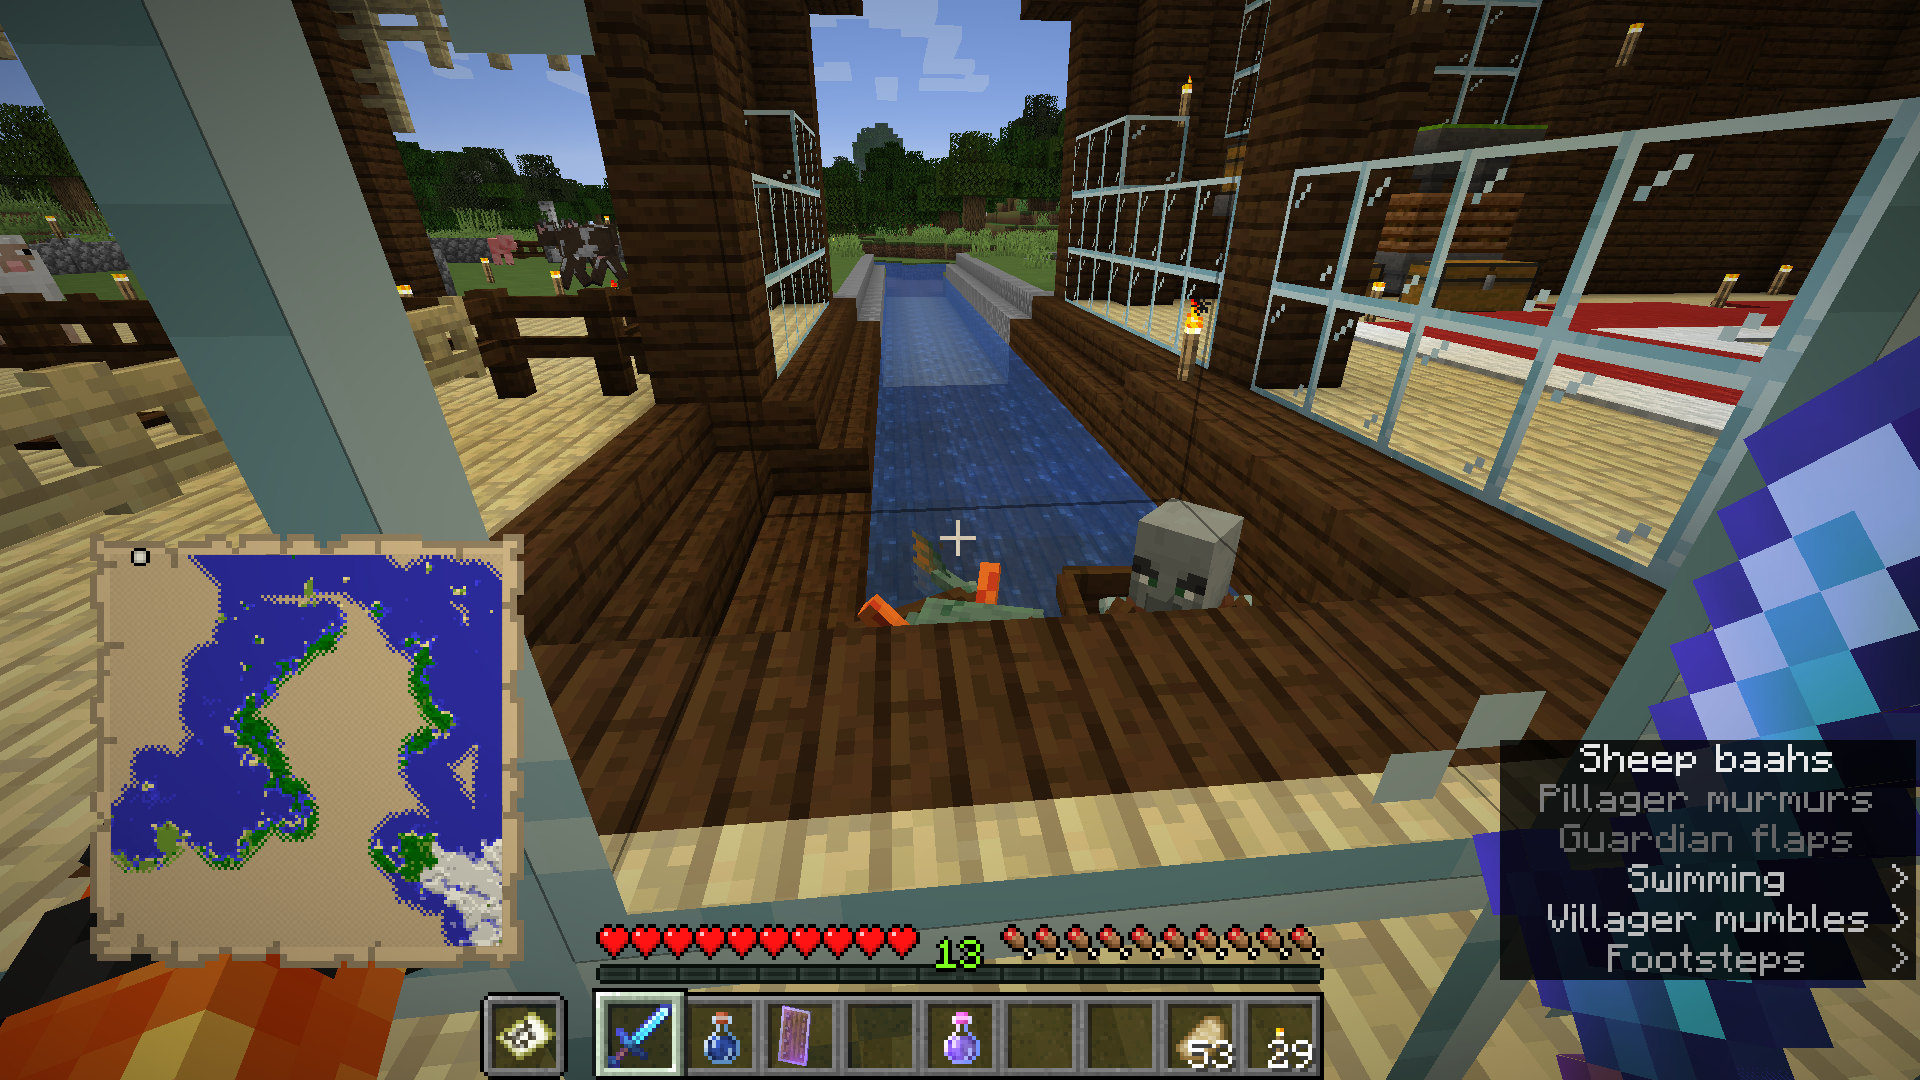 Sheep baahs
Pillager murmurs
Guardian flaps
Swimming >
Villager mumbles >
Footsteps >
13
53
29